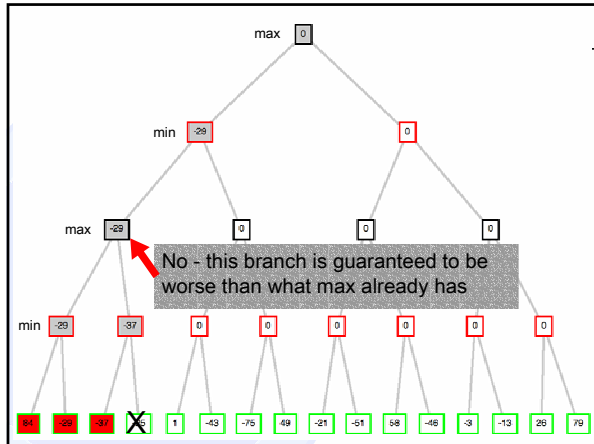 max 0
min -29 0
max -29 0 0 0
No - this branch is guaranteed to be
worse than what max already has
min -29 -37 0 0 0 0 0 0
-29 -37 X 1 -43 -75 49 -21 -51 58 -46 -3 -13 26 79